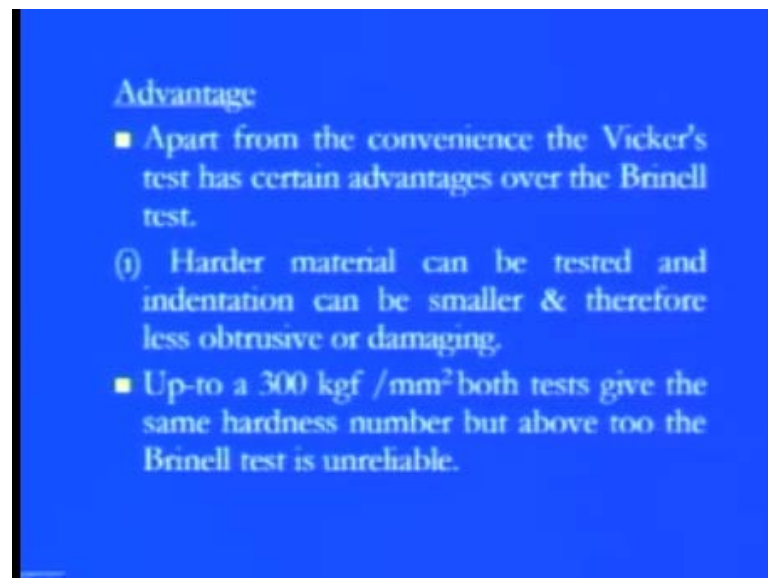 Advantage
▪ Apart from the convenience the Vicker's
test has certain advantages over the Brinell
test.
(i) Harder material can be tested and
indentation can be smaller & therefore
less obtrusive or damaging.
▪ Up-to a 300 kgf /mm² both tests give the
same hardness number but above too the
Brinell test is unreliable.